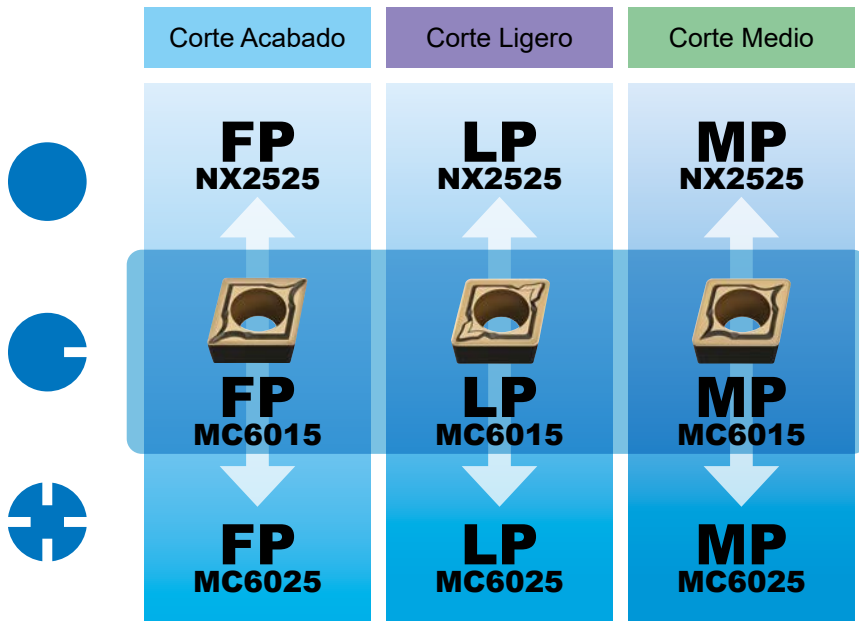 Corte Acabado
Corte Ligero
Corte Medio
FP
NX2525
LP
NX2525
MP
NX2525
FP
MC6015
LP
MC6015
MP
MC6015
FP
MC6025
LP
MC6025
MP
MC6025